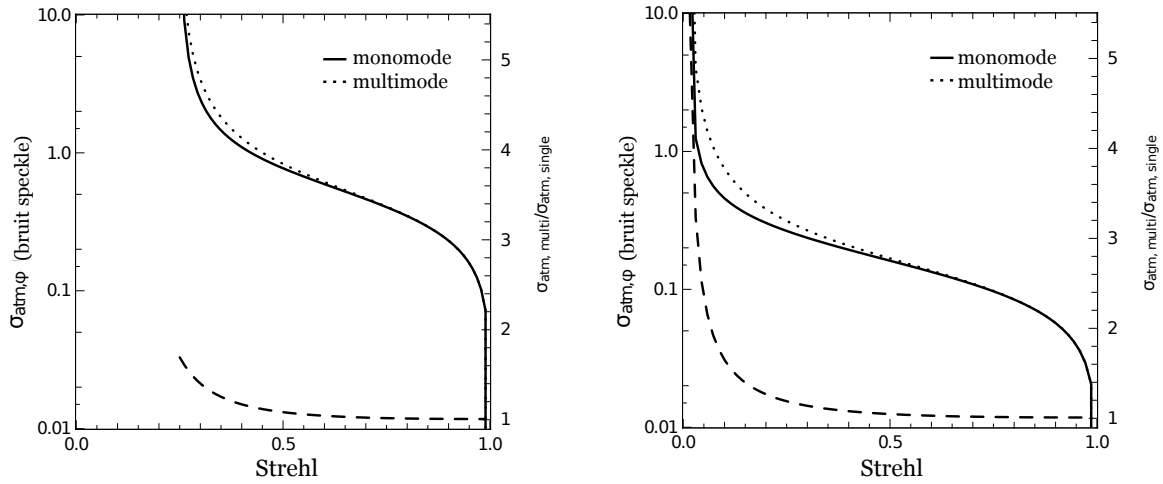 10.0
1.0
0.1
0.01
σatm,φ (bruit speckle)
monomode
multimode
5
4
3
2
1
σatm, multi/σatm, single
0.0
0.5
1.0
Strehl
10.0
1.0
0.1
0.01
σatm,φ (bruit speckle)
monomode
multimode
5
4
3
2
1
σatm, multi/σatm, single
0.0
0.5
1.0
Strehl